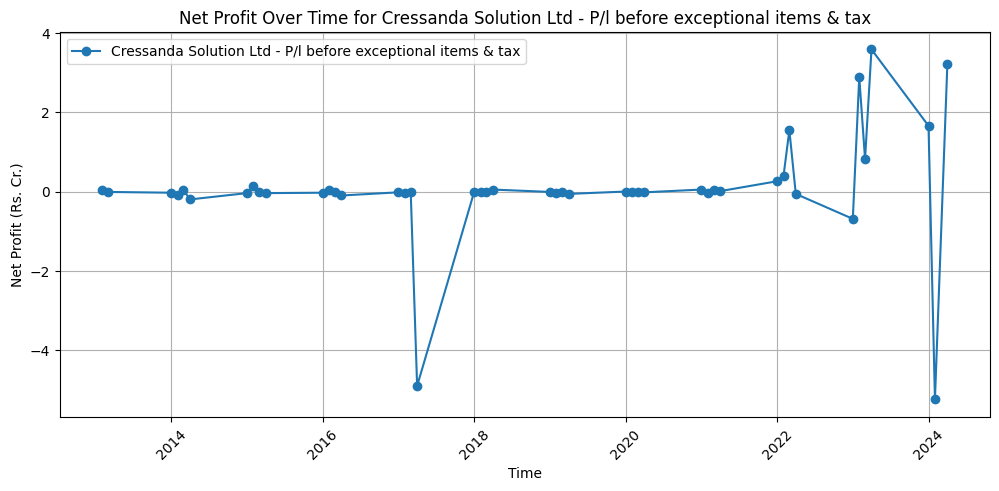 Net Profit Over Time for Cressanda Solution Ltd - P/l before exceptional items & tax
Cressanda Solution Ltd - P/l before exceptional items & tax
Net Profit (Rs. Cr.)
4
2
0
−2
−4
2014
2016
2018
2020
2022
2024
Time